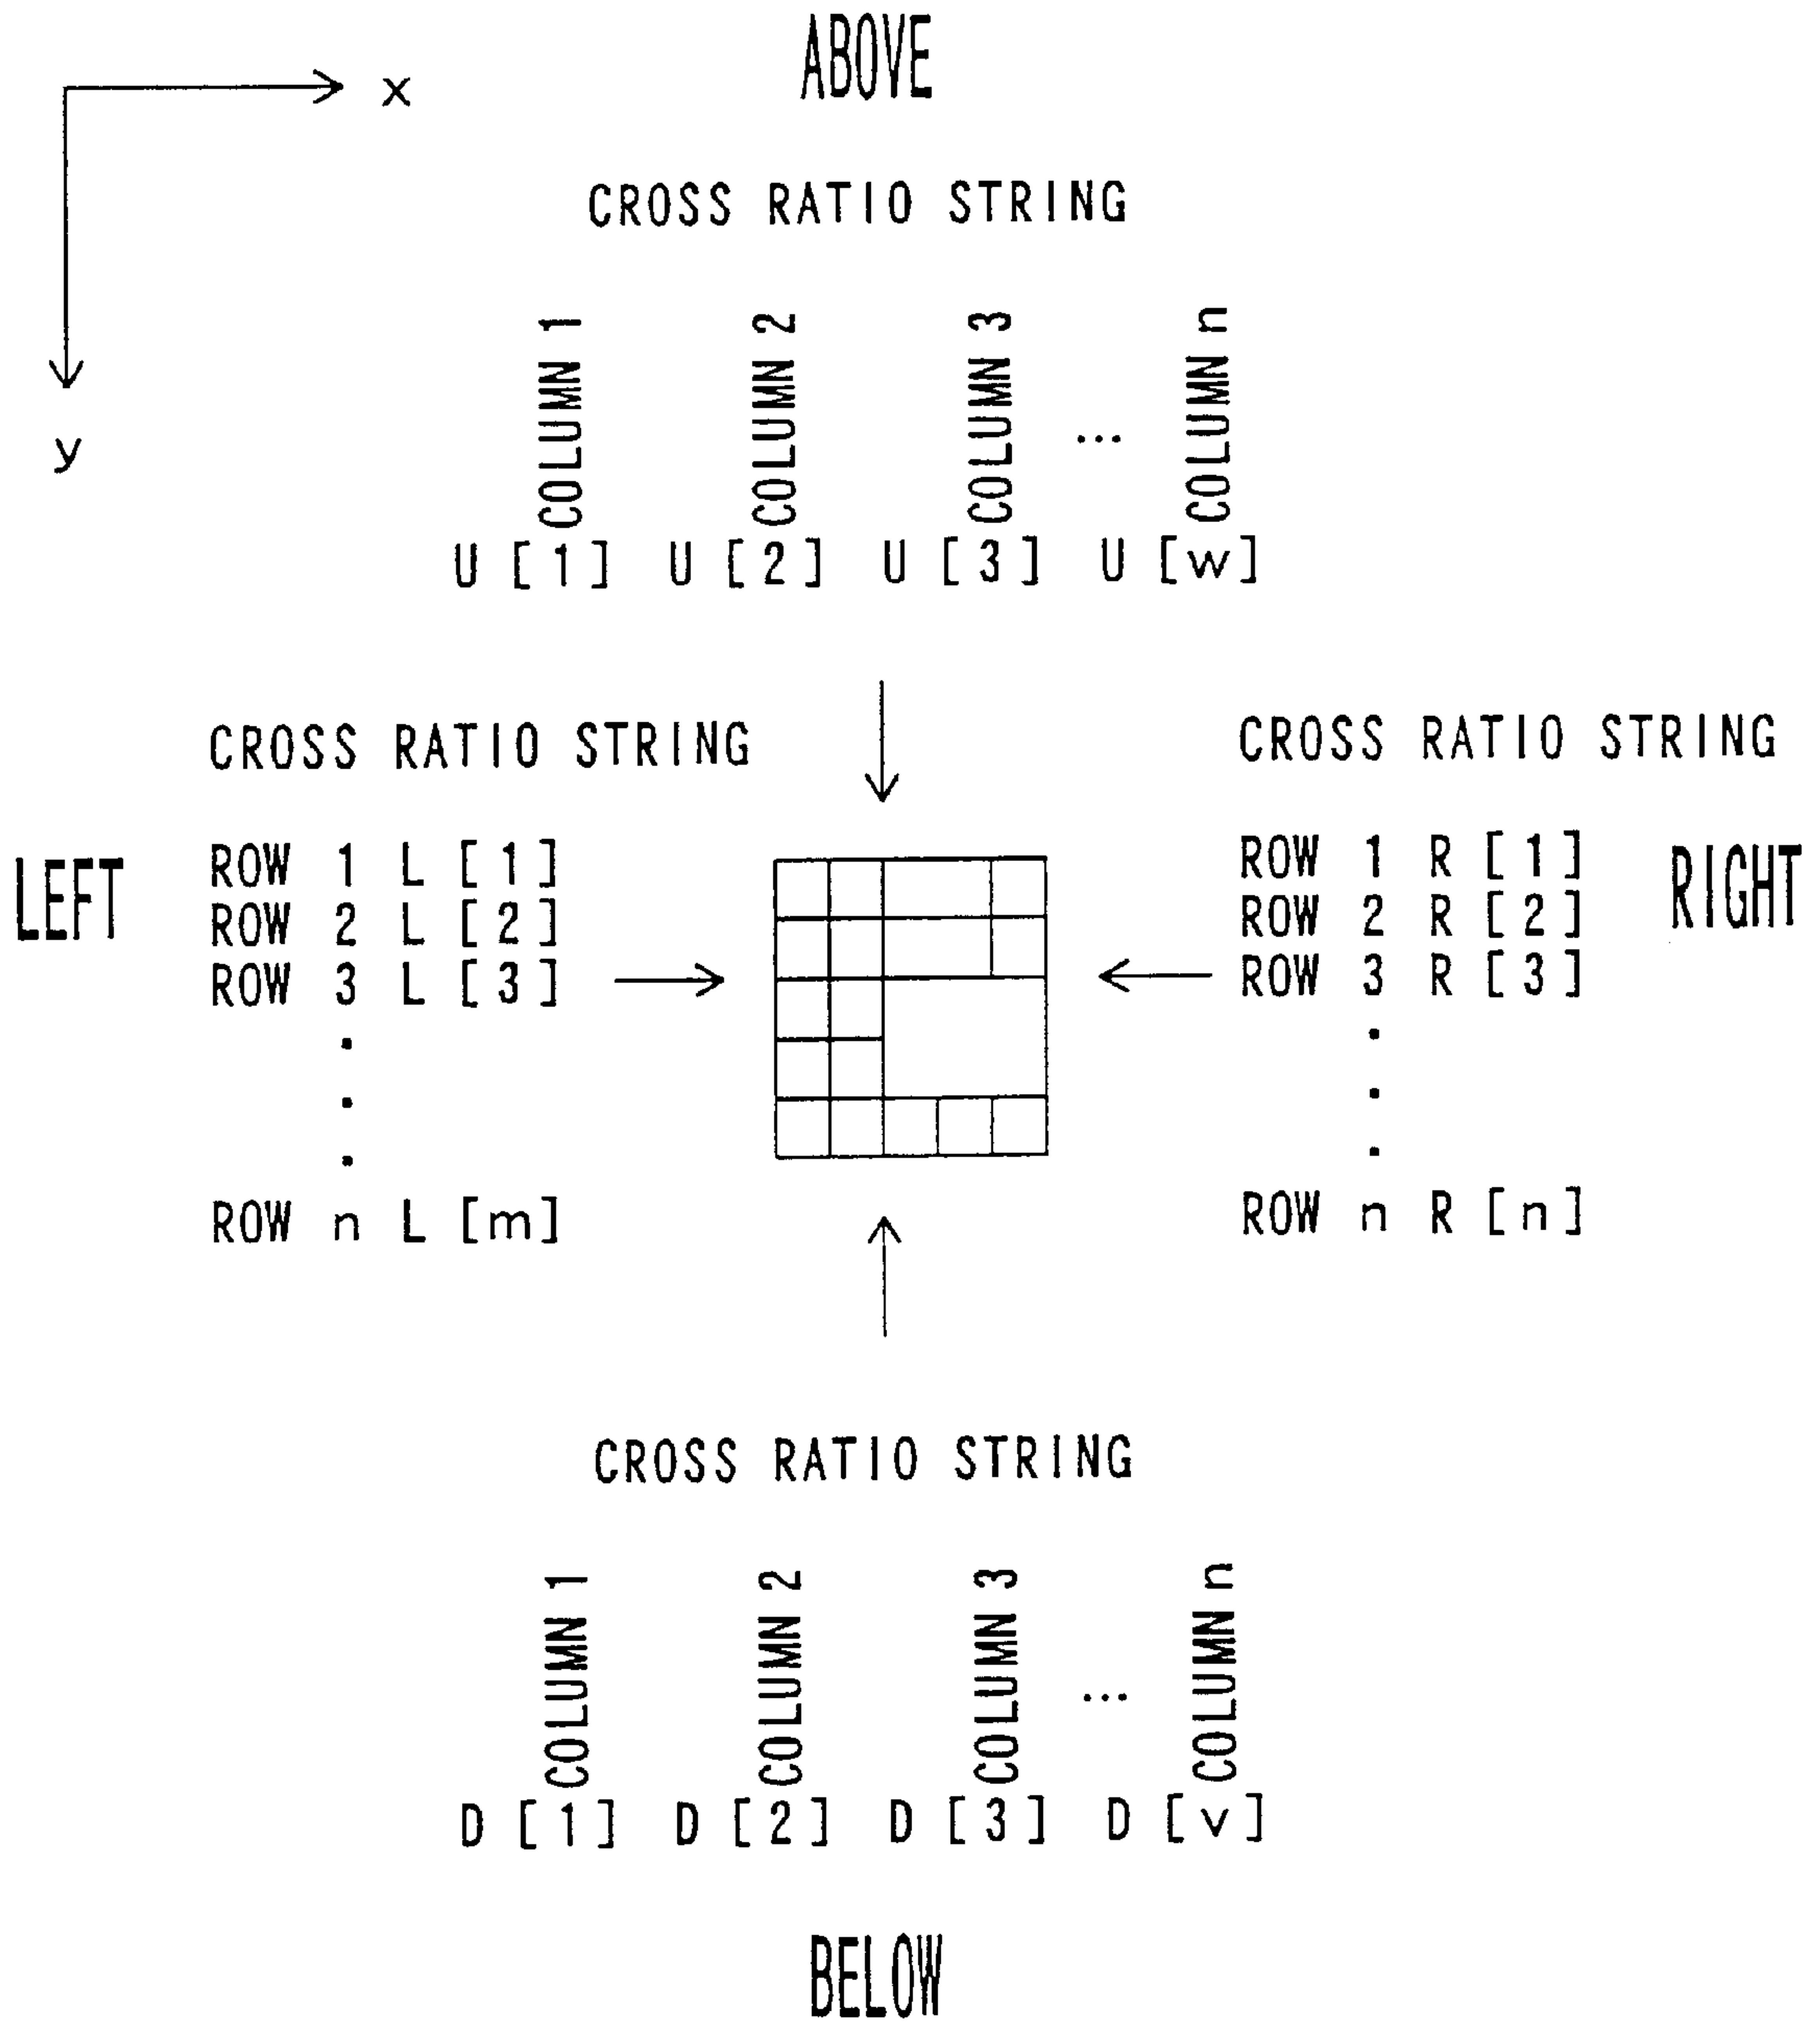 ABOVE
x
y
CROSS RATIO STRING
COLUMN 1 COLUMN 2 COLUMN 3 ... COLUMN n
U [1] U [2] U [3] U [w]
CROSS RATIO STRING
LEFT
ROW 1 L [1]
ROW 2 L [2]
ROW 3 L [3]
.
.
.
ROW n L [m]
CROSS RATIO STRING
RIGHT
ROW 1 R [1]
ROW 2 R [2]
ROW 3 R [3]
.
.
.
ROW n R [n]
CROSS RATIO STRING
COLUMN 1 COLUMN 2 COLUMN 3 ... COLUMN n
D [1] D [2] D [3] D [v]
BELOW